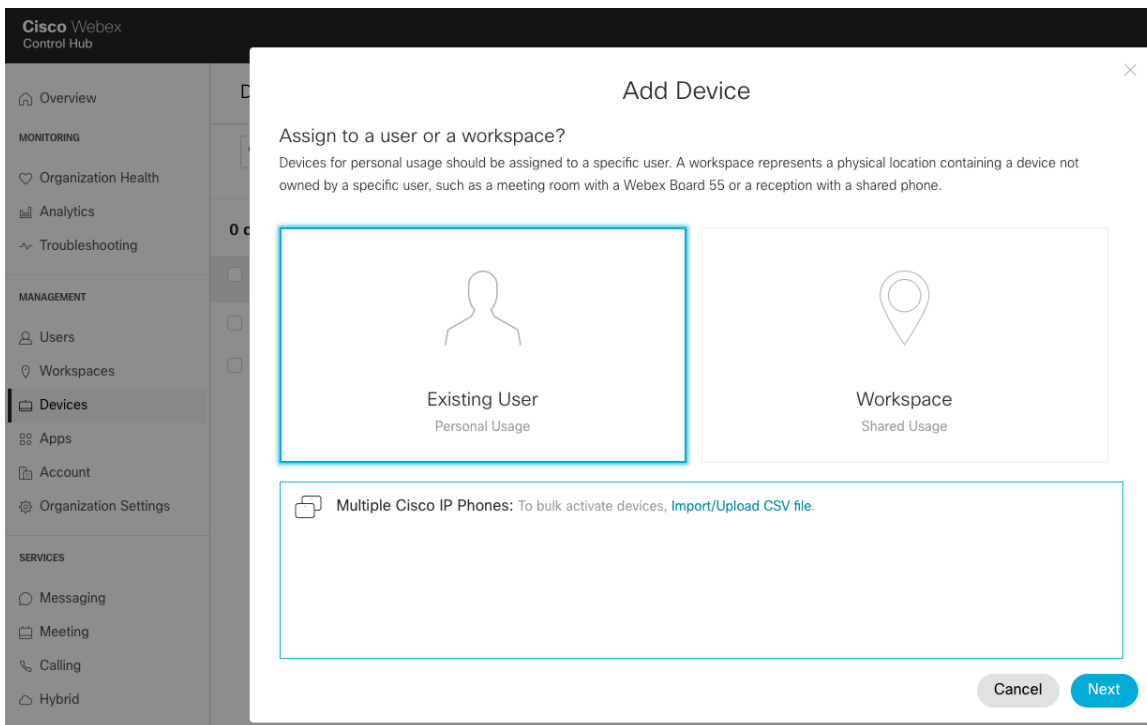 Cisco Webex
Control Hub
Overview
MONITORING
Organization Health
Analytics
Troubleshooting
MANAGEMENT
Users
Workspaces
Devices
Apps
Account
Organization Settings
SERVICES
Messaging
Meeting
Calling
Hybrid
D
0 d
Add Device
Assign to a user or a workspace?
Devices for personal usage should be assigned to a specific user. A workspace represents a physical location containing a device not
owned by a specific user, such as a meeting room with a Webex Board 55 or a reception with a shared phone.
Existing User
Personal Usage
Workspace
Shared Usage
Multiple Cisco IP Phones: To bulk activate devices, Import/Upload CSV file.
Cancel
Next